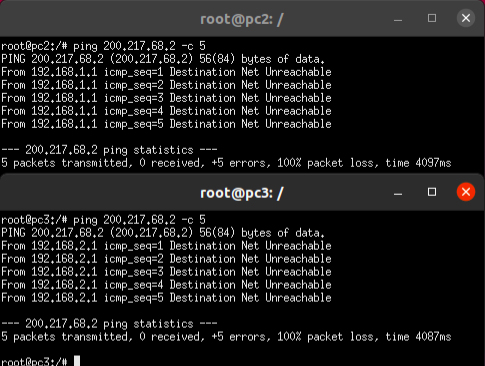 root@pc2: /
root@pc2:/# ping 200.217.68.2 -c 5
PING 200.217.68.2 (200.217.68.2) 56(84) bytes of data.
From 192.168.1.1 icmp_seq=1 Destination Net Unreachable
From 192.168.1.1 icmp_seq=2 Destination Net Unreachable
From 192.168.1.1 icmp_seq=3 Destination Net Unreachable
From 192.168.1.1 icmp_seq=4 Destination Net Unreachable
From 192.168.1.1 icmp_seq=5 Destination Net Unreachable
--- 200.217.68.2 ping statistics ---
5 packets transmitted, 0 received, +5 errors, 100% packet loss, time 4097ms
root@pc3: /
root@pc3:/# ping 200.217.68.2 -c 5
PING 200.217.68.2 (200.217.68.2) 56(84) bytes of data.
From 192.168.2.1 icmp_seq=1 Destination Net Unreachable
From 192.168.2.1 icmp_seq=2 Destination Net Unreachable
From 192.168.2.1 icmp_seq=3 Destination Net Unreachable
From 192.168.2.1 icmp_seq=4 Destination Net Unreachable
From 192.168.2.1 icmp_seq=5 Destination Net Unreachable
--- 200.217.68.2 ping statistics ---
5 packets transmitted, 0 received, +5 errors, 100% packet loss, time 4087ms
root@pc3:/#